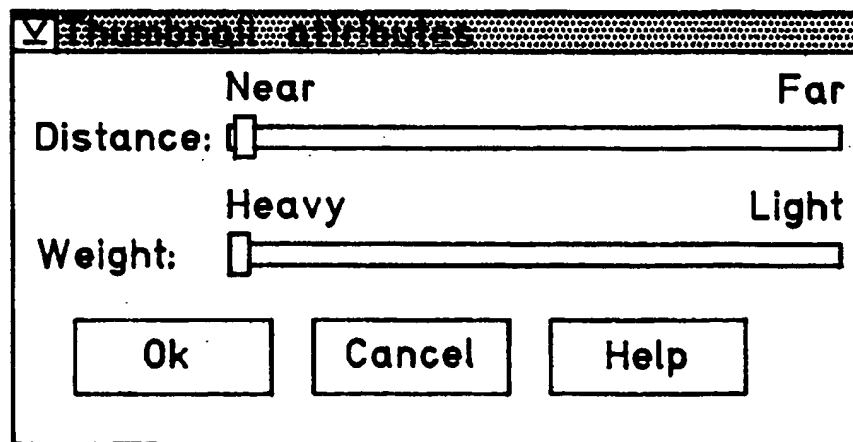 Thumbnail attributes
Near Far
Distance:
Heavy Light
Weight:
Ok Cancel Help